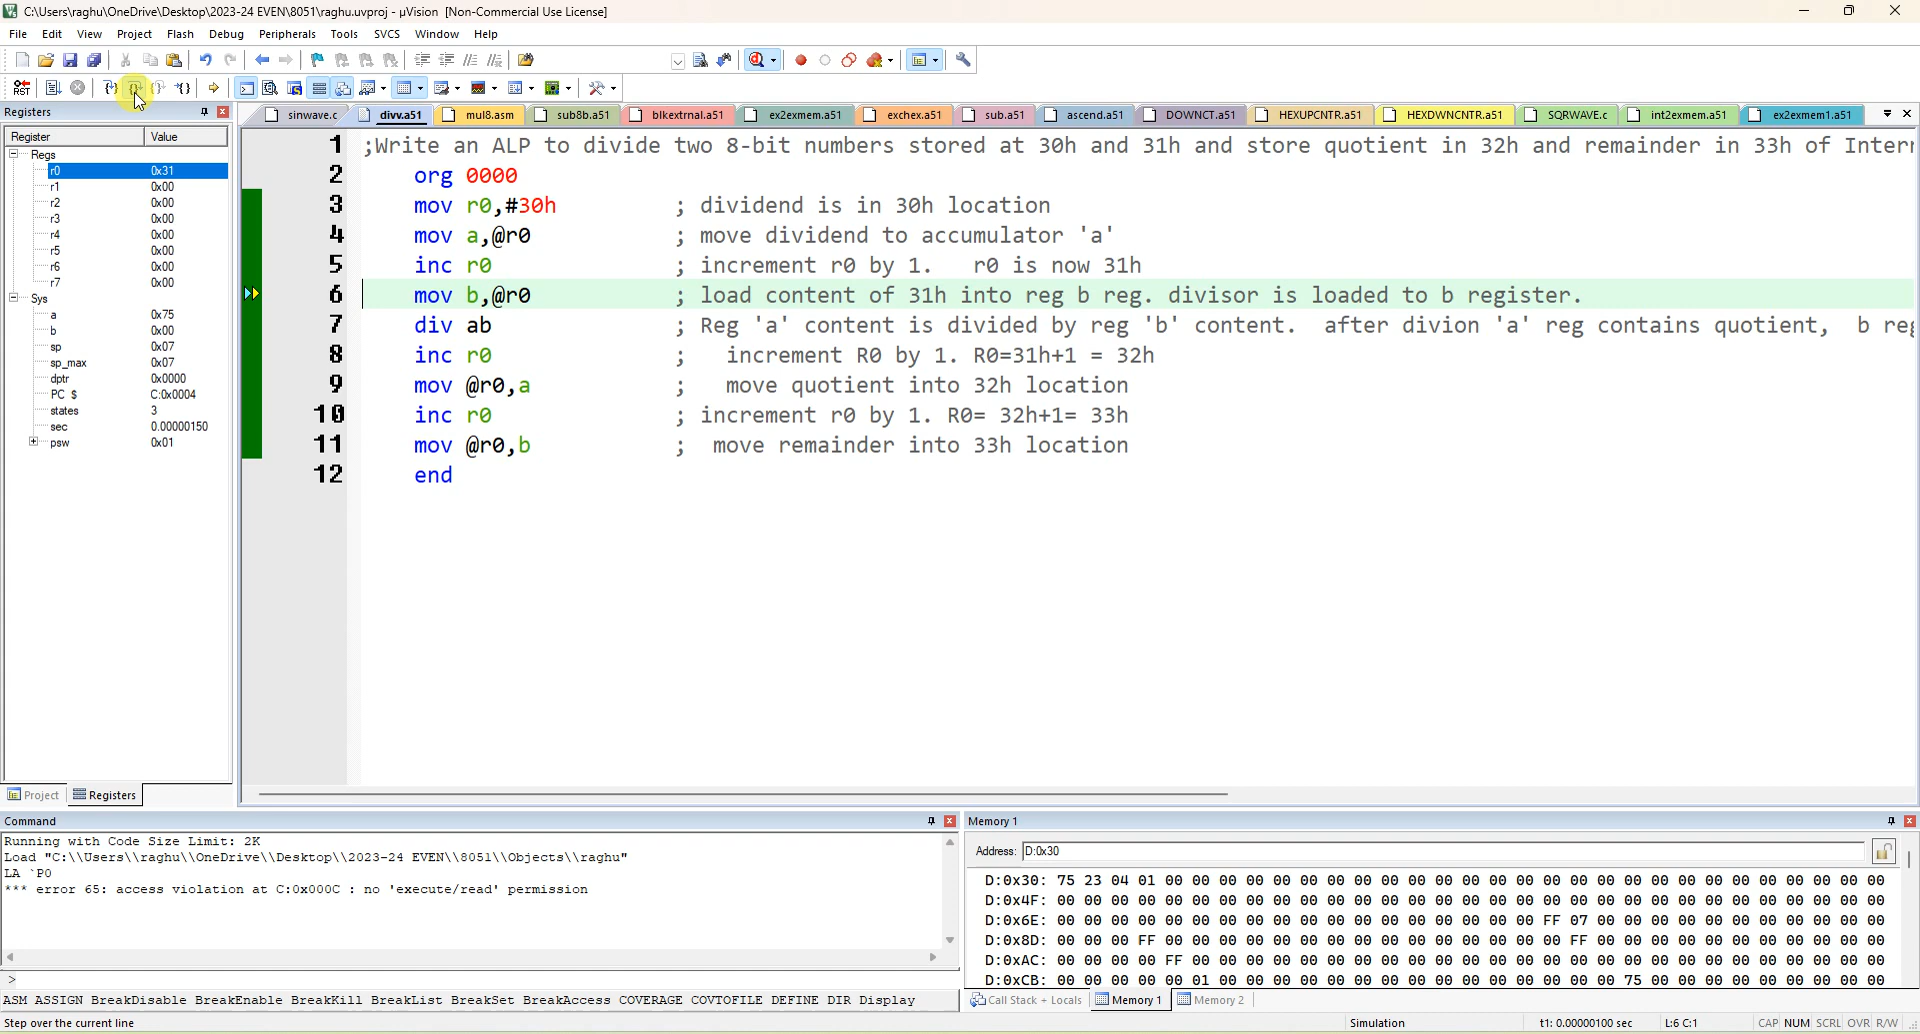 C:\Users\raghu\OneDrive\Desktop\2023-24 EVEN\8051\raghu.uvproj - µVision [Non-Commercial Use License]
File Edit View Project Flash Debug Peripherals Tools SVCS Window Help
Registers
sinwave.c divv.a51 mul8.asm sub8b.a51 blkextrnal.a51 ex2exmem.a51 exchex.a51 sub.a51 ascend.a51 DOWNCT.a51 HEXUPCNTR.a51 HEXDWNCNTR.a51 SQRWAVE.c int2exmem.a51 ex2exmem1.a51
Register Value
Regs
r0 0x31
r1 0x00
r2 0x00
r3 0x00
r4 0x00
r5 0x00
r6 0x00
r7 0x00
Sys
a 0x75
b 0x00
sp 0x07
sp_max 0x07
dptr 0x0000
PC $ C:0x0004
states 3
sec 0.00000150
psw 0x01
Project Registers
1 ;Write an ALP to divide two 8-bit numbers stored at 30h and 31h and store quotient in 32h and remainder in 33h of Inter
2 org 0000
3 mov r0,#30h ; dividend is in 30h location
4 mov a,@r0 ; move dividend to accumulator 'a'
5 inc r0 ; increment r0 by 1. r0 is now 31h
6 mov b,@r0 ; load content of 31h into reg b reg. divisor is loaded to b register.
7 div ab ; Reg 'a' content is divided by reg 'b' content. after divion 'a' reg contains quotient, b reg
8 inc r0 ; increment R0 by 1. R0=31h+1 = 32h
9 mov @r0,a ; move quotient into 32h location
10 inc r0 ; increment r0 by 1. R0= 32h+1= 33h
11 mov @r0,b ; move remainder into 33h location
12 end
Command
Running with Code Size Limit: 2K
Load "C:\\Users\\raghu\\OneDrive\\Desktop\\2023-24 EVEN\\8051\\Objects\\raghu"
LA `P0
*** error 65: access violation at C:0x000C : no 'execute/read' permission
>
ASM ASSIGN BreakDisable BreakEnable BreakKill BreakList BreakSet BreakAccess COVERAGE COVTOFILE DEFINE DIR Display
Memory 1
Address: D:0x30
D:0x30: 75 23 04 01 00 00 00 00 00 00 00 00 00 00 00 00 00 00 00 00 00 00 00 00 00 00 00 00 00 00 00
D:0x4F: 00 00 00 00 00 00 00 00 00 00 00 00 00 00 00 00 00 00 00 00 00 00 00 00 00 00 00 00 00 00 00
D:0x6E: 00 00 00 00 00 00 00 00 00 00 00 00 00 00 00 00 00 00 FF 07 00 00 00 00 00 00 00 00 00 00 00
D:0x8D: 00 00 00 FF 00 00 00 00 00 00 00 00 00 00 00 00 00 00 00 FF 00 00 00 00 00 00 00 00 00 00 00
D:0xAC: 00 00 00 00 FF 00 00 00 00 00 00 00 00 00 00 00 00 00 00 00 00 00 00 00 00 00 00 00 00 00 00
D:0xCB: 00 00 00 00 00 01 00 00 00 00 00 00 00 00 00 00 00 00 00 00 00 75 00 00 00 00 00 00 00 00 00
Call Stack + Locals Memory 1 Memory 2
Step over the current line Simulation t1: 0.00000100 sec L:6 C:1 CAP NUM SCRL OVR R/W